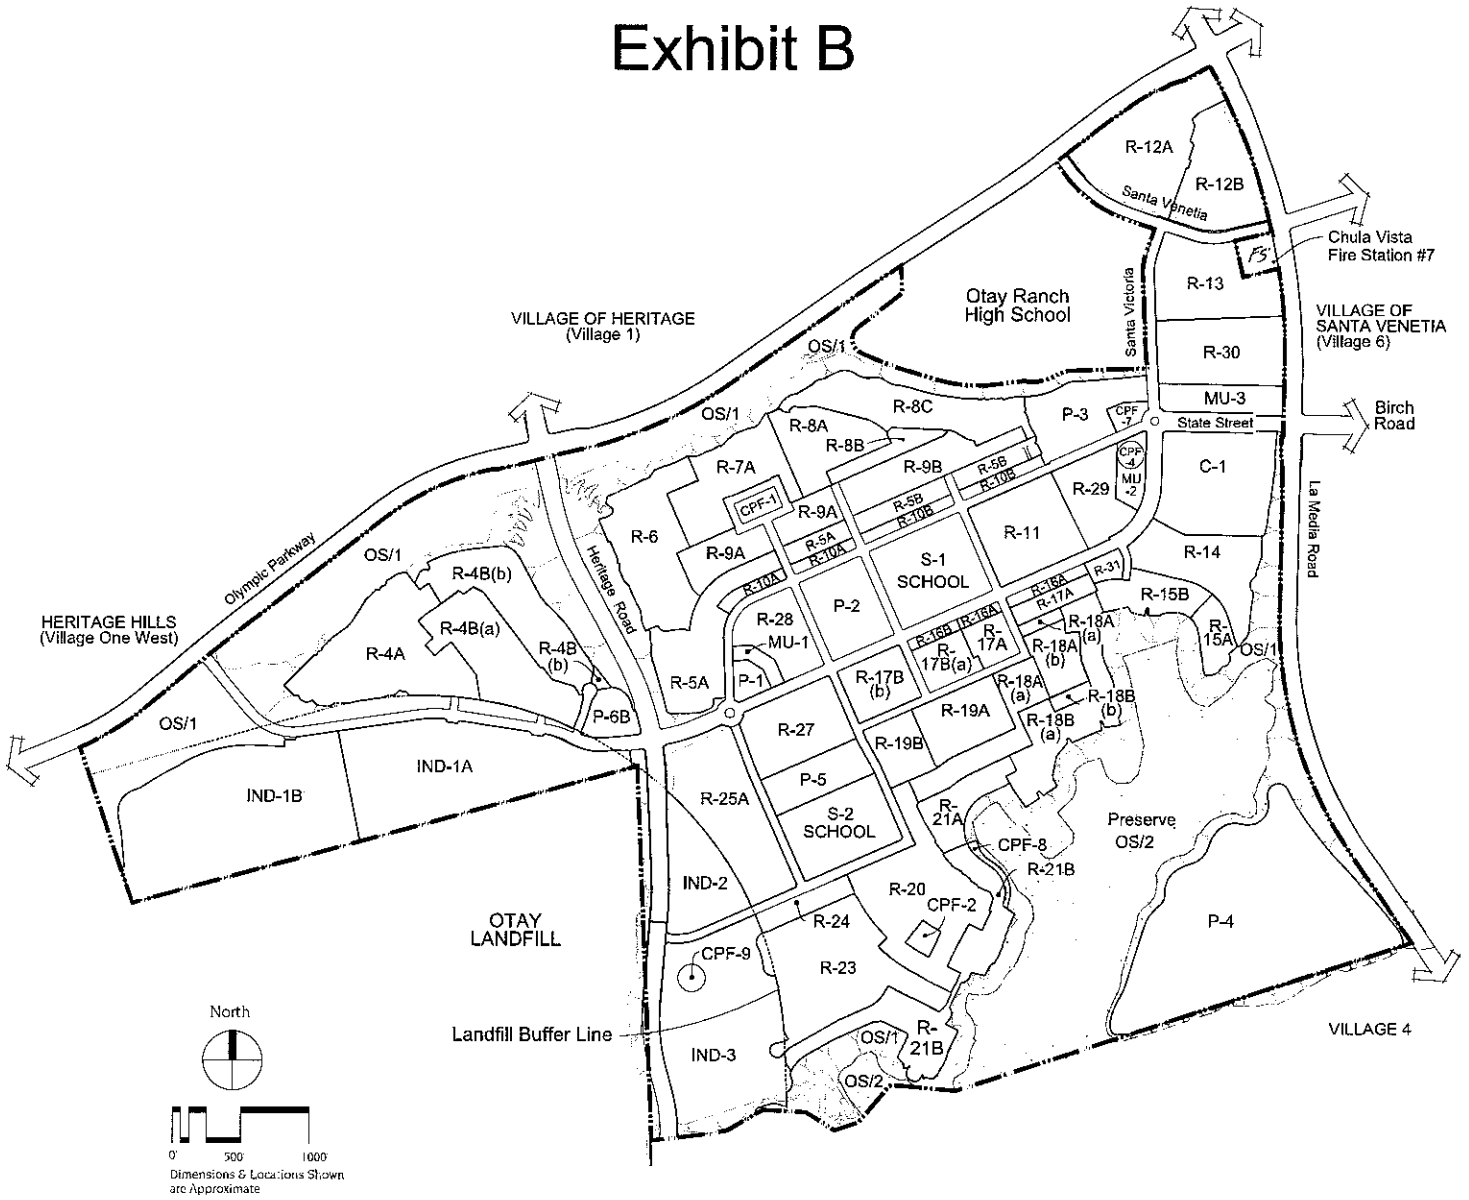 Exhibit B
R-12A
R-12B
Santa Venetia
Chula Vista
Fire Station #7
FS
R-13
Otay Ranch
High School
Santa Victoria
VILLAGE OF HERITAGE
(Village 1)
VILLAGE OF
SANTA VENETIA
(Village 6)
OS/1
R-30
MU-3
Birch
Road
State Street
OS/1
R-8C
P-3
CPF
-7
R-8A
R-8B
CPF
-4
MU
-2
C-1
R-7A
R-9B
R-5B
R-10B
R-29
CPF-1
R-9A
R-5B
R-10B
La Media Road
R-6
R-11
Olympic Parkway
OS/1
R-9A
R-5A
R-10A
R-14
S-1
SCHOOL
Heritage Road
R-4B(b)
R-10A
R-31
R-16A
R-17A
R-15B
HERITAGE HILLS
(Village One West)
P-2
R-28
R-4B(a)
R-16A
R-16B
R-18A
(a)
R-
17A
R-
15A
MU-1
R-4B
(b)
R-4A
R-
17B(a)
R-18A
(b)
OS/1
R-5A
P-1
R-17B
(b)
R-18A
(a)
R-18B
(b)
OS/1
P-6B
R-19A
R-18B
(a)
R-27
R-19B
IND-1A
IND-1B
P-5
R-25A
S-2
SCHOOL
R-
21A
Preserve
OS/2
CPF-8
R-21B
IND-2
R-20
CPF-2
OTAY
LANDFILL
R-24
P-4
CPF-9
R-23
North
Landfill Buffer Line
VILLAGE 4
IND-3
OS/1
R-
21B
OS/2
0' 500' 1000'
Dimensions & Locations Shown
are Approximate